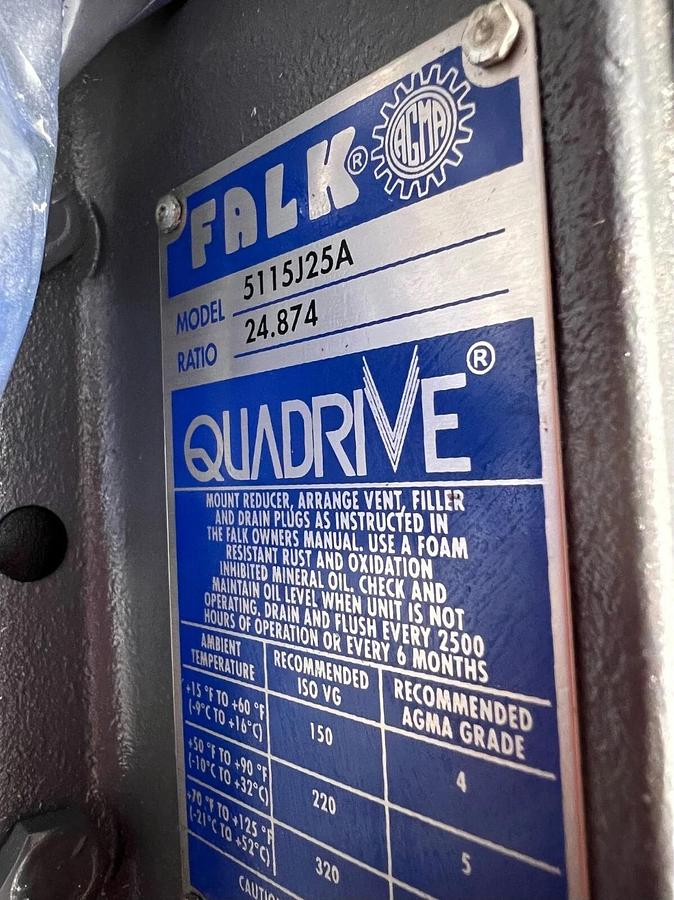 FALK® AGMA
MODEL 5115J25A
RATIO 24.874
QUADRIVE®
MOUNT REDUCER, ARRANGE VENT, FILLER
AND DRAIN PLUGS AS INSTRUCTED IN
THE FALK OWNERS MANUAL. USE A FOAM
RESISTANT RUST AND OXIDATION
INHIBITED MINERAL OIL. CHECK AND
MAINTAIN OIL LEVEL WHEN UNIT IS NOT
OPERATING. DRAIN AND FLUSH EVERY 2500
HOURS OF OPERATION OR EVERY 6 MONTHS
AMBIENT
TEMPERATURE
RECOMMENDED
ISO VG
RECOMMENDED
AGMA GRADE
+15 °F TO +60 °F
(-9°C TO +16°C)
150
4
+50 °F TO +90 °F
(-10°C TO +32°C)
220
5
+70 °F TO +125 °F
(-21°C TO +52°C)
320